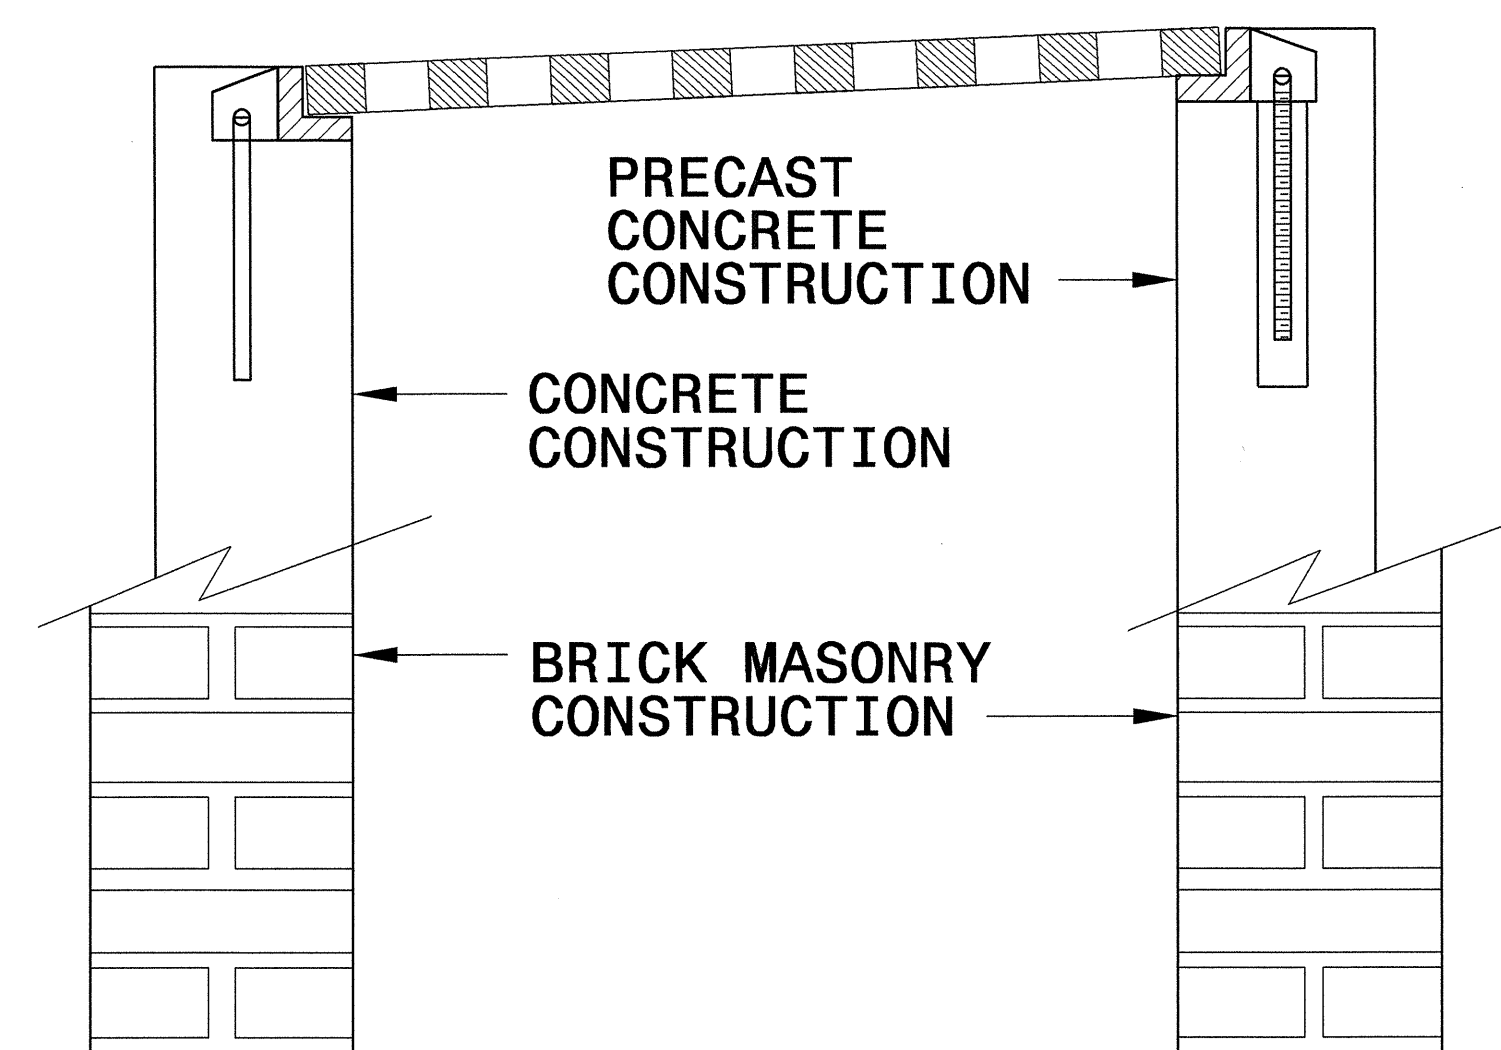 PRECAST
CONCRETE
CONSTRUCTION
CONCRETE
CONSTRUCTION
BRICK MASONRY
CONSTRUCTION